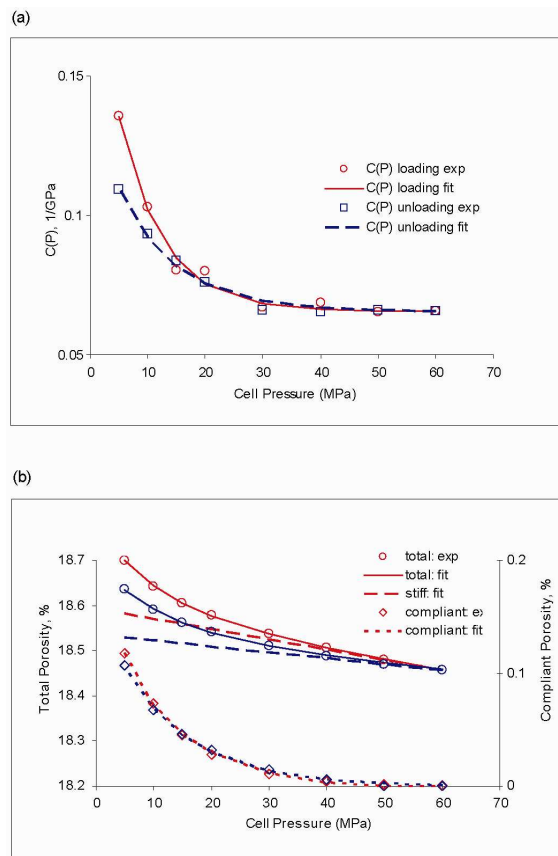 (a)
0.15
0.1
0.05
C(P), 1/GPa
C(P) loading exp
C(P) loading fit
C(P) unloading exp
C(P) unloading fit
0 10 20 30 40 50 60 70
Cell Pressure (MPa)
(b)
18.7
18.6
18.5
18.4
18.3
18.2
Total Porosity, %
total: exp
total: fit
stiff: fit
compliant: ex
compliant: fit
0.2
0.1
0
Compliant Porosity, %
0 10 20 30 40 50 60 70
Cell Pressure (MPa)